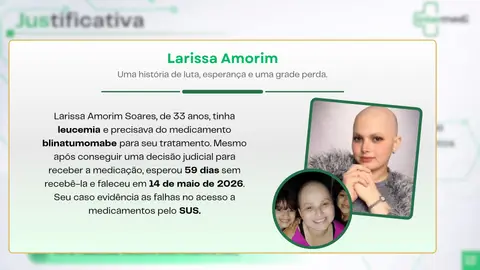 Justificativa
Larissa Amorim
Uma história de luta, esperança e uma grade perda.
Larissa Amorim Soares, de 33 anos, tinha
leucemia e precisava do medicamento
blinatumomabe para seu tratamento. Mesmo
após conseguir uma decisão judicial para
receber a medicação, esperou 59 dias sem
recebê-la e faleceu em 14 de maio de 2026.
Seu caso evidência as falhas no acesso a
medicamentos pelo SUS.